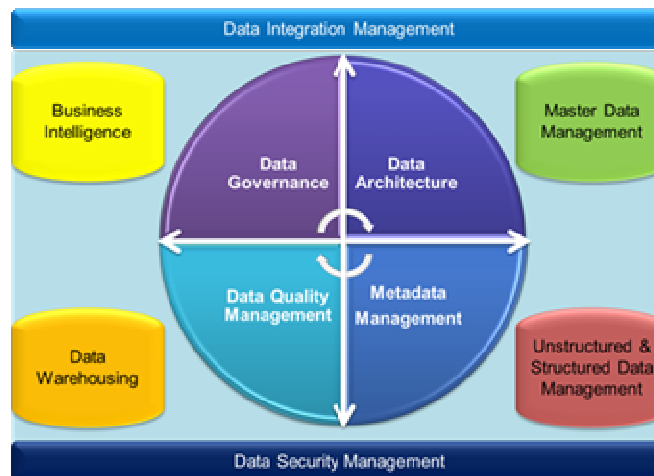 Data Integration Management
Business
Intelligence
Master Data
Management
Data
Governance
Data
Architecture
Data Quality
Management
Metadata
Management
Data
Warehousing
Unstructured &
Structured Data
Management
Data Security Management